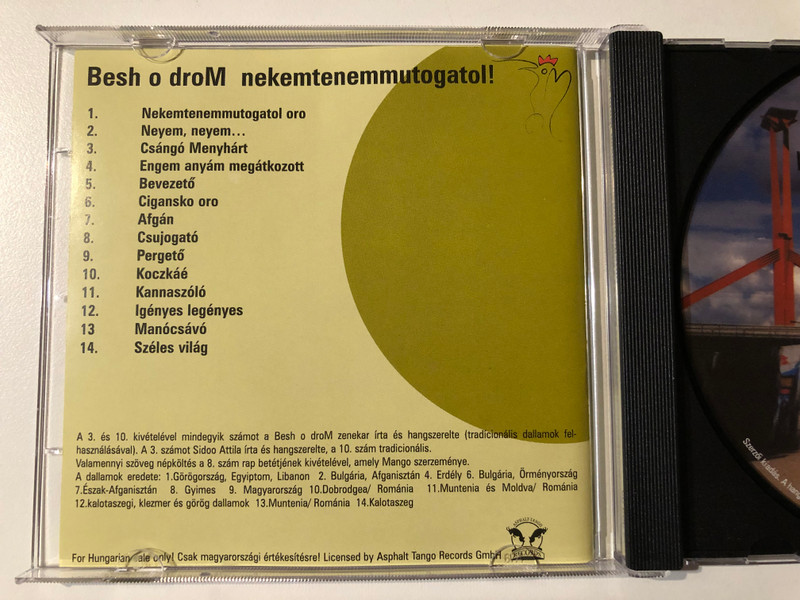 Besh o droM nekemtenemmutogatol!
1. Nekemtenemmutogatol oro
2. Neyem, neyem...
3. Csángó Menyhárt
4. Engem anyám megátkozott
5. Bevezető
6. Cigansko oro
7. Afgán
8. Csujogató
9. Pergető
10. Koczkáé
11. Kannaszóló
12. Igényes legényes
13 Manócsávó
14. Széles világ
A 3. és 10. kivételével mindegyik számot a Besh o droM zenekar írta és hangszerelte (tradicionális dallamok fel-
használásával). A 3. számot Sidoo Attila írta és hangszerelte, a 10. szám tradicionális.
Valamennyi szöveg népköltés a 8. szám rap betétjének kivételével, amely Mango szerzeménye.
A dallamok eredete: 1.Görögország, Egyiptom, Libanon 2. Bulgária, Afganisztán 4. Erdély 6. Bulgária, Örményország
7.Észak-Afganisztán 8. Gyimes 9. Magyarország 10.Dobrodgea/ Románia 11.Muntenia és Moldva/ Románia
12.kalotaszegi, klezmer és görög dallamok 13.Muntenia/ Románia 14.Kalotaszeg
For Hungarian sale only! Csak magyarországi értékesítésre! Licensed by Asphalt Tango Records GmbH
ASPHALT TANGO
RECORDS
Szerzői kiadás. A